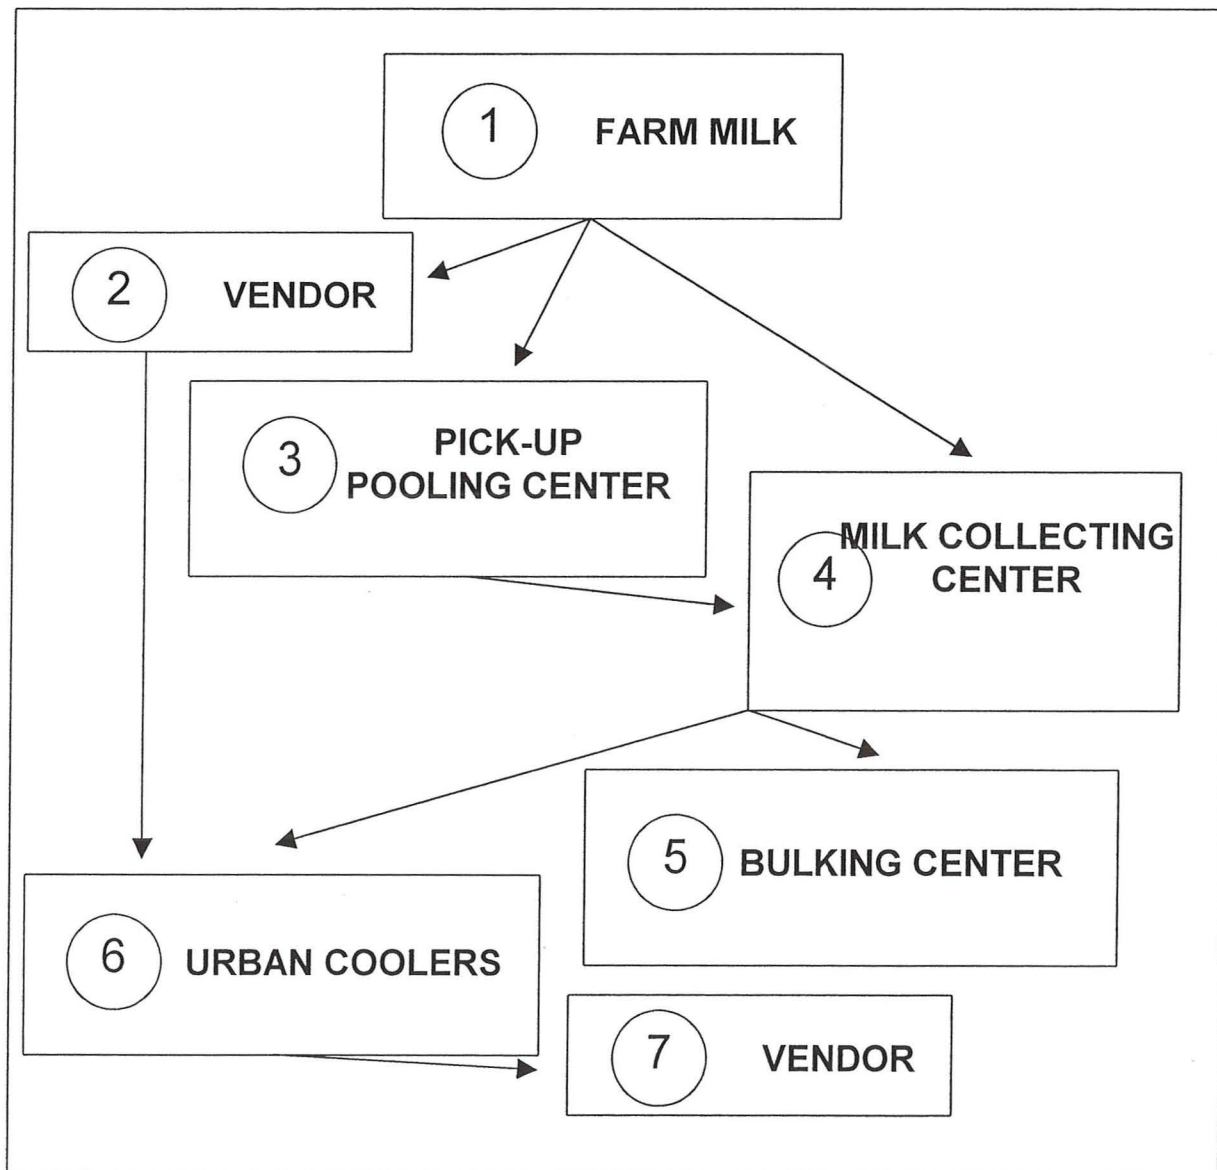 1 FARM MILK
2 VENDOR
3 PICK-UP
POOLING CENTER
4 MILK COLLECTING
CENTER
5 BULKING CENTER
6 URBAN COOLERS
7 VENDOR